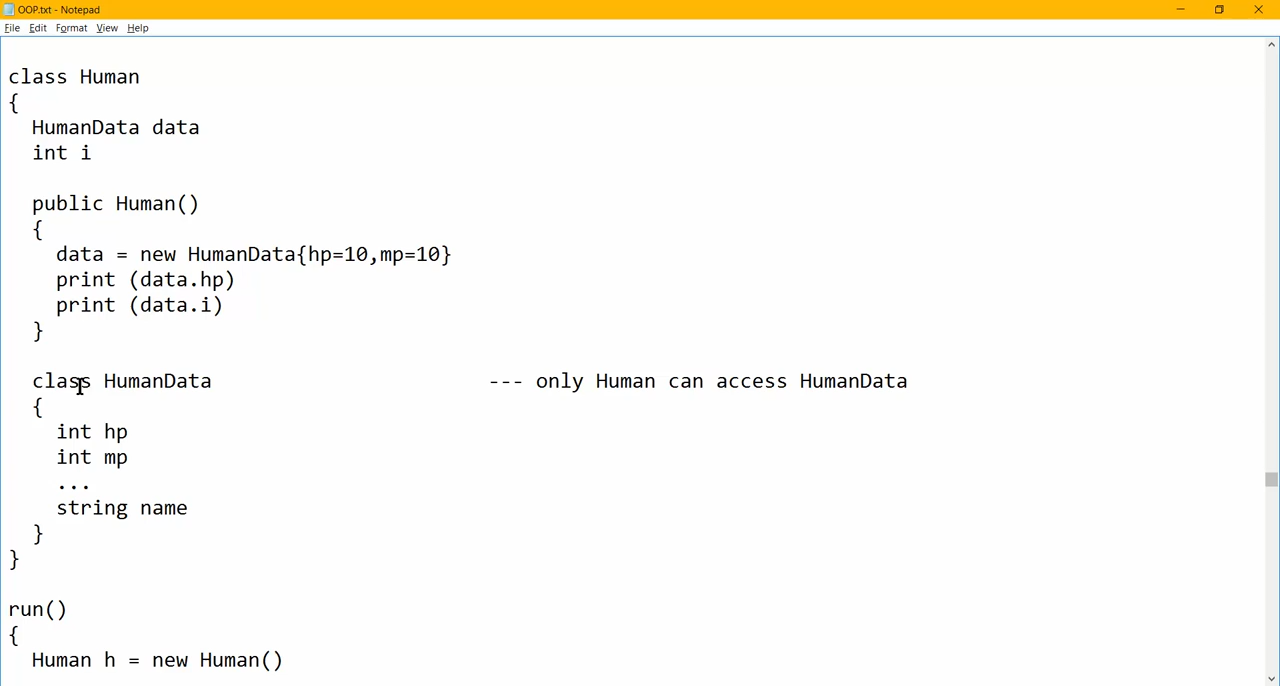 OOP.txt - Notepad
File Edit Format View Help
class Human
{
  HumanData data
  int i

  public Human()
  {
    data = new HumanData{hp=10,mp=10}
    print (data.hp)
    print (data.i)
  }

  class HumanData                       --- only Human can access HumanData
  {
    int hp
    int mp
    ...
    string name
  }
}

run()
{
  Human h = new Human()